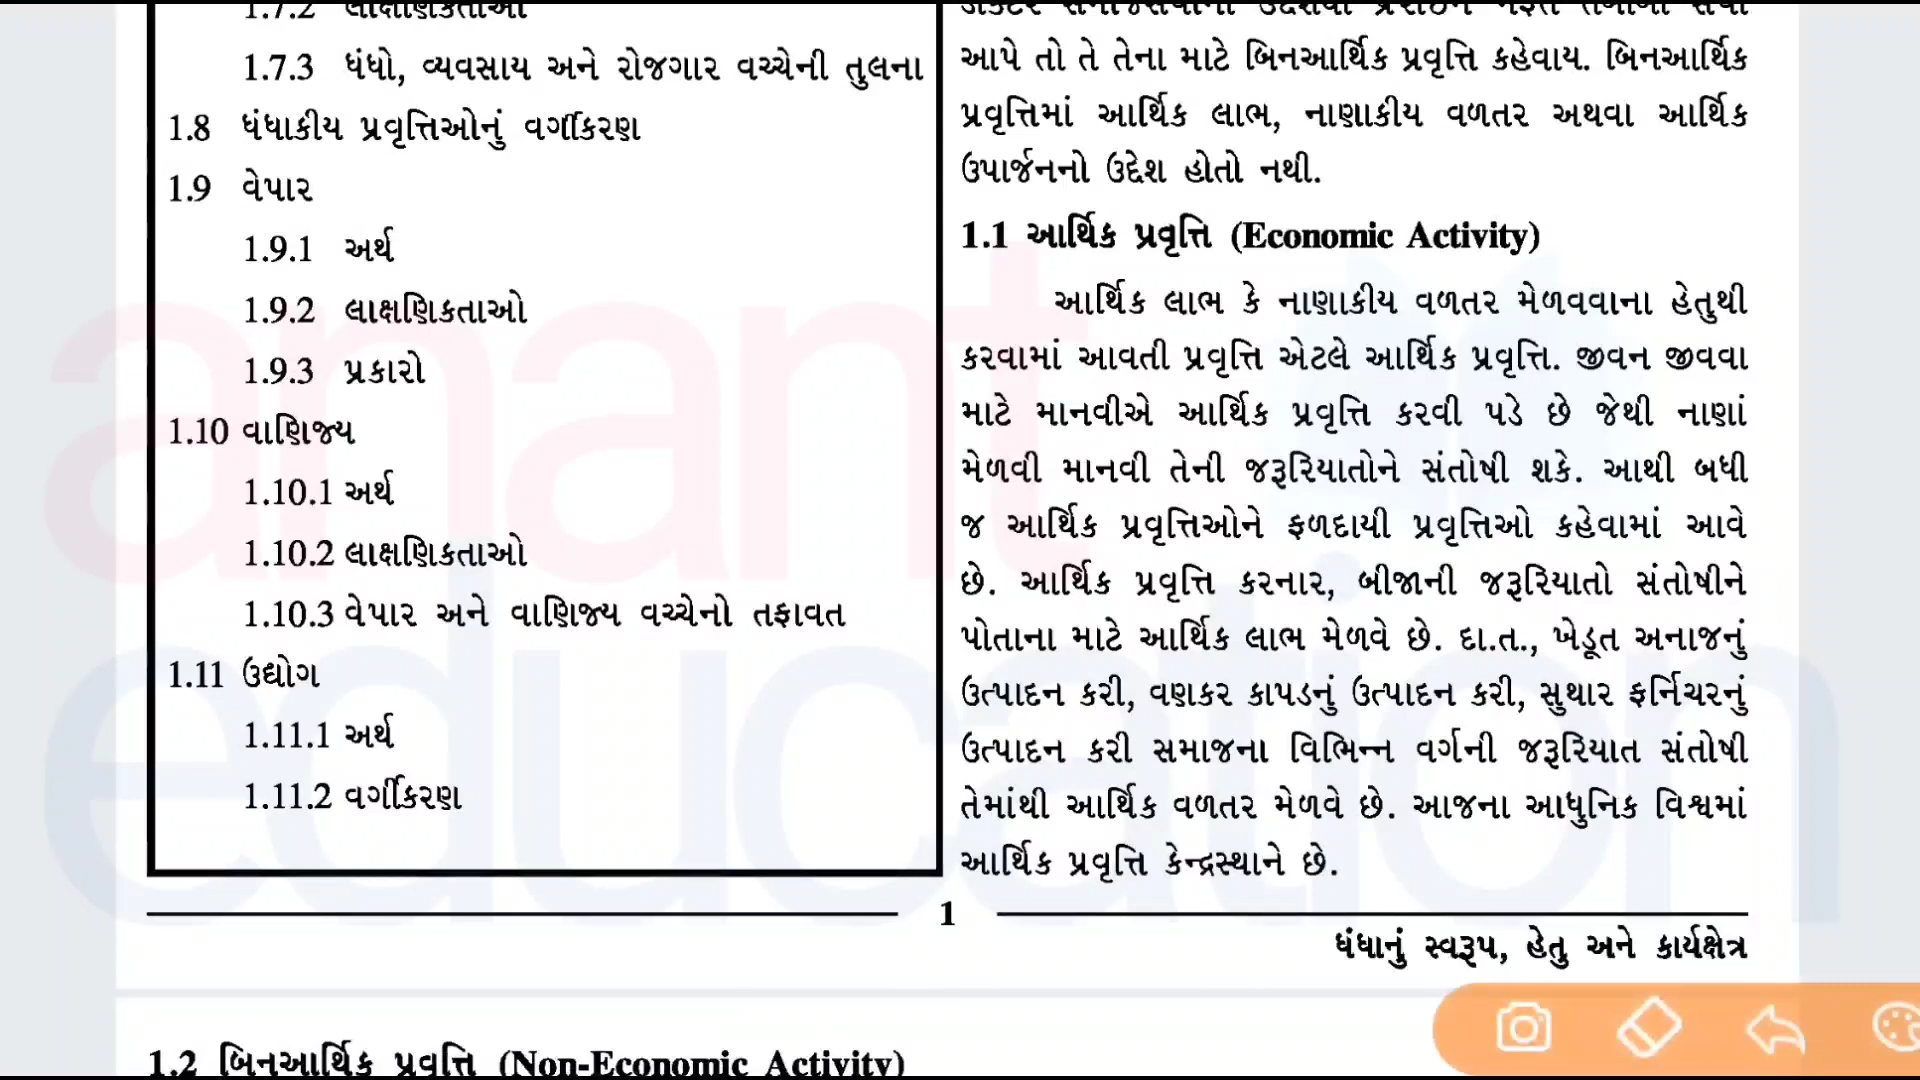 1.7.2 લાક્ષણિકતાઓ
1.7.3 ધંધો, વ્યવસાય અને રોજગાર વચ્ચેની તુલના
1.8 ધંધાકીય પ્રવૃત્તિઓનું વર્ગીકરણ
1.9 વેપાર
1.9.1 અર્થ
1.9.2 લાક્ષણિકતાઓ
1.9.3 પ્રકારો
1.10 વાણિજ્ય
1.10.1 અર્થ
1.10.2 લાક્ષણિકતાઓ
1.10.3 વેપાર અને વાણિજ્ય વચ્ચેનો તફાવત
1.11 ઉદ્યોગ
1.11.1 અર્થ
1.11.2 વર્ગીકરણ
આપે તો તે તેના માટે બિનઆર્થિક પ્રવૃત્તિ કહેવાય. બિનઆર્થિક
પ્રવૃત્તિમાં આર્થિક લાભ, નાણાકીય વળતર અથવા આર્થિક
ઉપાર્જનનો ઉદ્દેશ હોતો નથી.
1.1 આર્થિક પ્રવૃત્તિ (Economic Activity)
આર્થિક લાભ કે નાણાકીય વળતર મેળવવાના હેતુથી
કરવામાં આવતી પ્રવૃત્તિ એટલે આર્થિક પ્રવૃત્તિ. જીવન જીવવા
માટે માનવીએ આર્થિક પ્રવૃત્તિ કરવી પડે છે જેથી નાણાં
મેળવી માનવી તેની જરૂરિયાતોને સંતોષી શકે. આથી બધી
જ આર્થિક પ્રવૃત્તિઓને ફળદાયી પ્રવૃત્તિઓ કહેવામાં આવે
છે. આર્થિક પ્રવૃત્તિ કરનાર, બીજાની જરૂરિયાતો સંતોષીને
પોતાના માટે આર્થિક લાભ મેળવે છે. દા.ત., ખેડૂત અનાજનું
ઉત્પાદન કરી, વણકર કાપડનું ઉત્પાદન કરી, સુથાર ફર્નિચરનું
ઉત્પાદન કરી સમાજના વિભિન્ન વર્ગની જરૂરિયાત સંતોષી
તેમાંથી આર્થિક વળતર મેળવે છે. આજના આધુનિક વિશ્વમાં
આર્થિક પ્રવૃત્તિ કેન્દ્રસ્થાને છે.
1
ધંધાનું સ્વરૂપ, હેતુ અને કાર્યક્ષેત્ર
1.2 બિનઆર્થિક પ્રવૃત્તિ (Non-Economic Activity)
anant
education